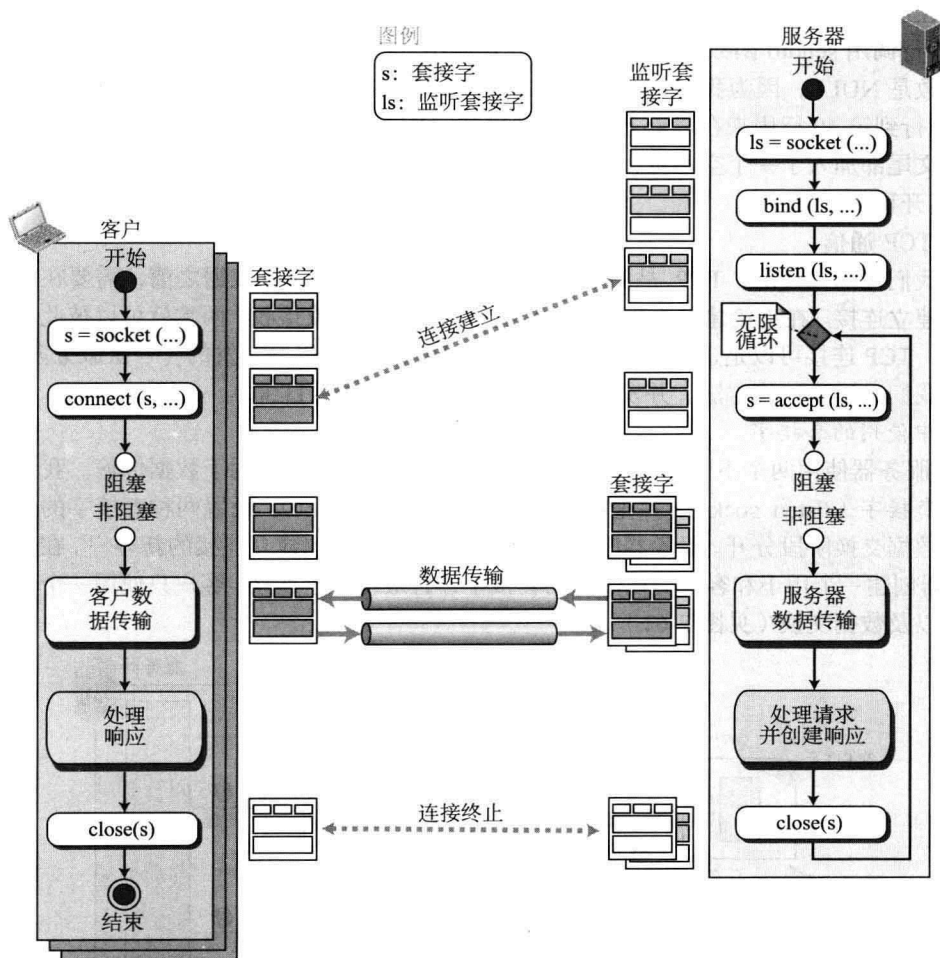 图例
s: 套接字
ls: 监听套接字
服务器
开始
监听套
接字
ls = socket (...)
bind (ls, ...)
listen (ls, ...)
无限
循环
s = accept (ls, ...)
阻塞
非阻塞
服务器
数据传输
处理请求
并创建响应
close(s)
客户
开始
套接字
s = socket (...)
connect (s, ...)
阻塞
非阻塞
客户数
据传输
处理
响应
close(s)
结束
连接建立
套接字
数据传输
连接终止